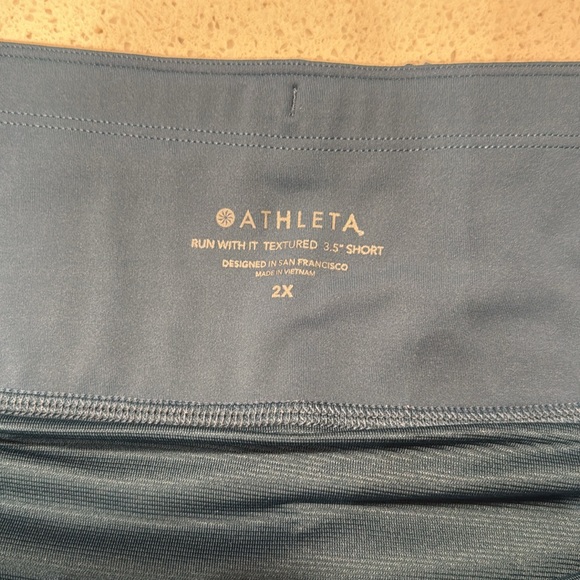 ATHLETA
RUN WITH IT TEXTURED 3.5" SHORT
DESIGNED IN SAN FRANCISCO
MADE IN VIETNAM
2X